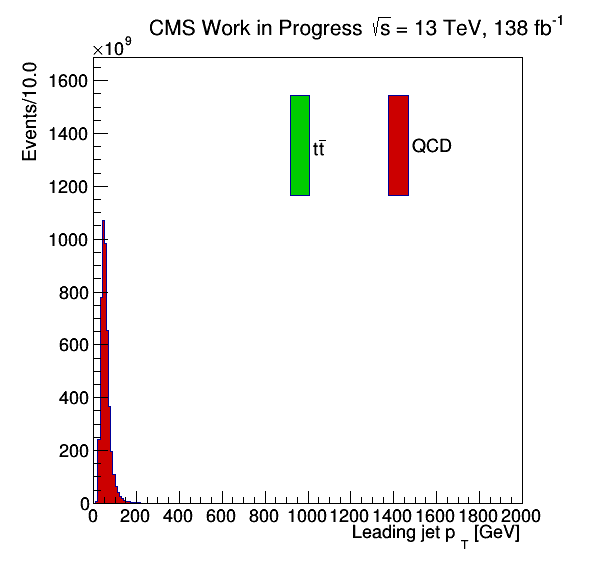 CMS Work in Progress √s = 13 TeV, 138 fb⁻¹
×10⁹
Events/10.0
1600
1400
1200
1000
800
600
400
200
0
tt̅
QCD
0 200 400 600 800 1000 1200 1400 1600 1800 2000
Leading jet p_T [GeV]